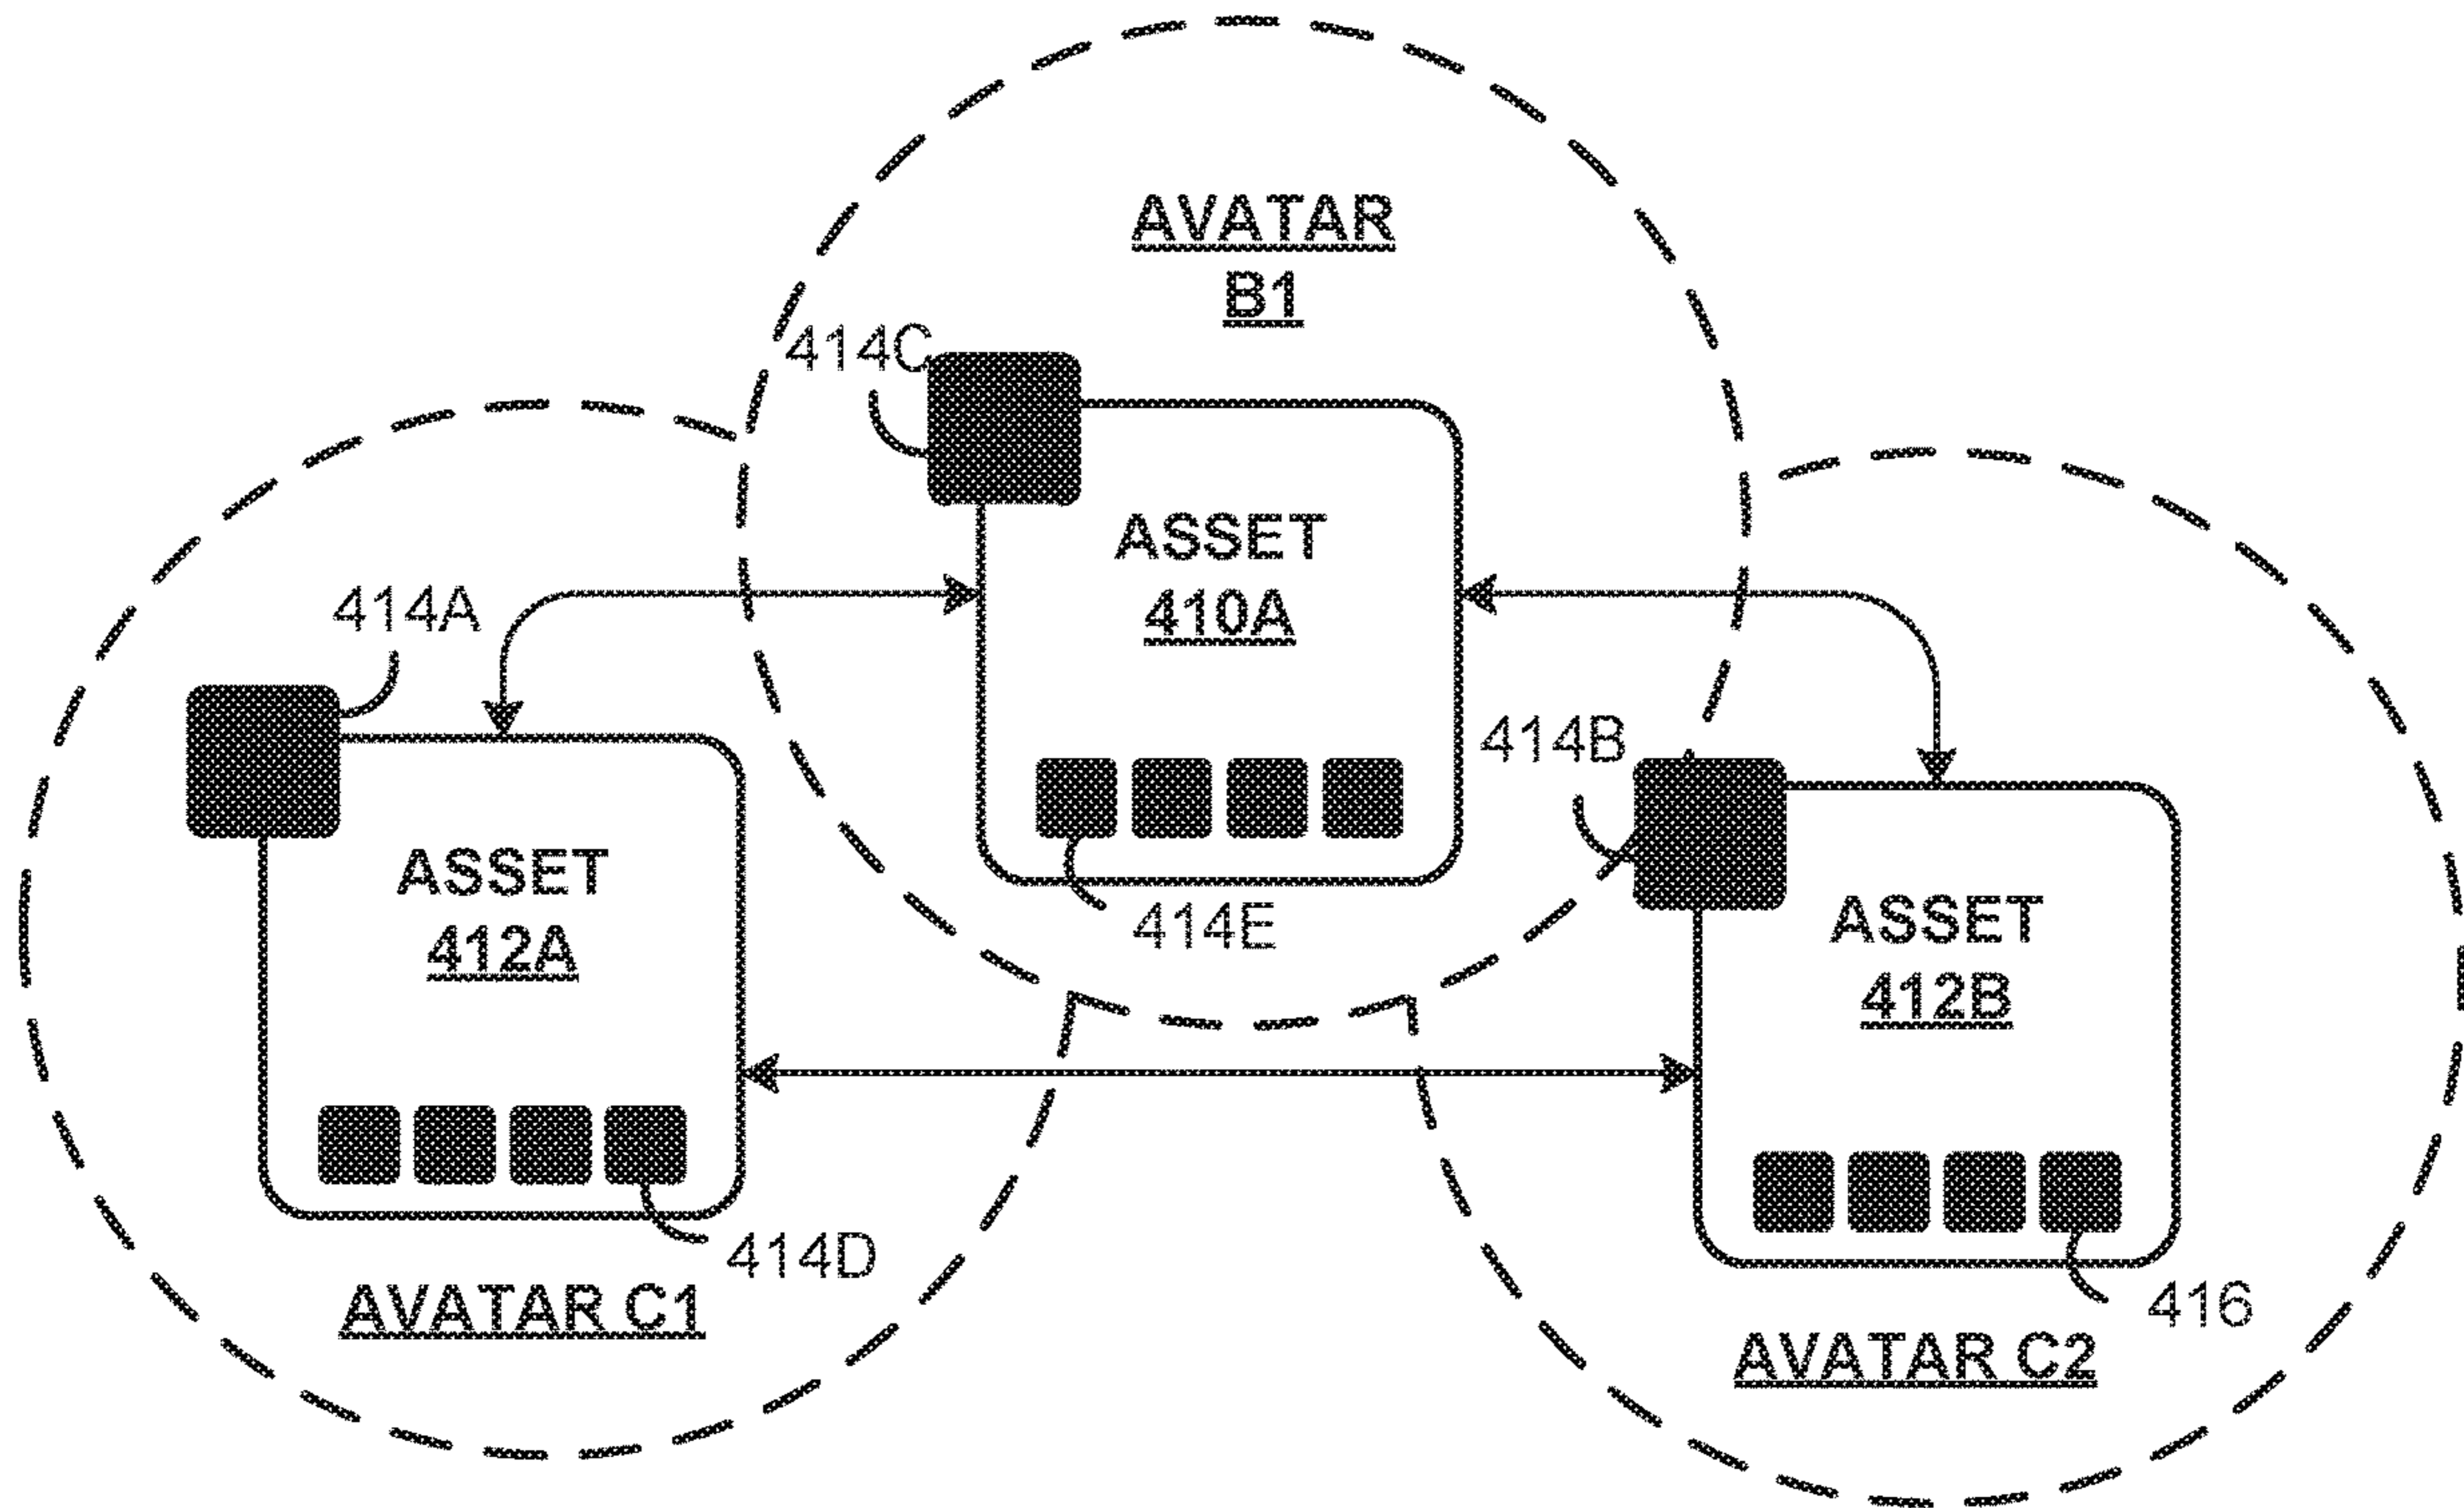 AVATAR
B1
414C
ASSET
410A
414A
414B
414E
ASSET
412A
ASSET
412B
414D
AVATAR C1
416
AVATAR C2